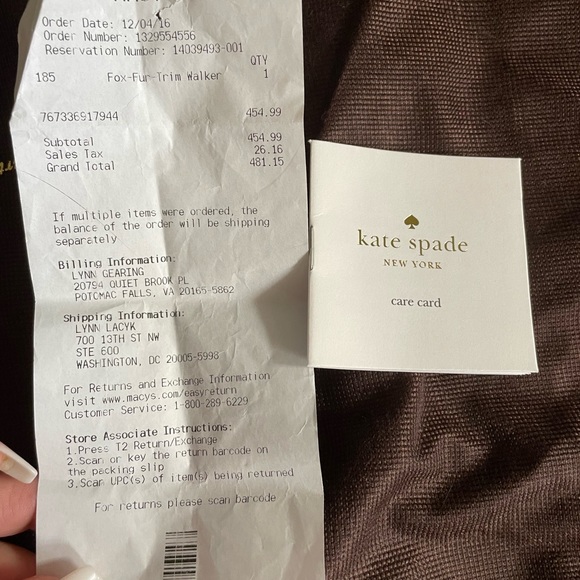 Order Date: 12/04/16
Order Number: 1329554556
Reservation Number: 14039493-001
QTY
185 Fox-Fur-Trim Walker 1
767336917944 454.99
Subtotal 454.99
Sales Tax 26.16
Grand Total 481.15
If multiple items were ordered, the
balance of the order will be shipping
separately
Billing Information:
LYNN GEARING
20794 QUIET BROOK PL
POTOMAC FALLS, VA 20165-5862
Shipping Information:
LYNN LACYK
700 13TH ST NW
STE 600
WASHINGTON, DC 20005-5998
For Returns and Exchange Information
visit www.macys.com/easyreturn
Customer Service: 1-800-289-6229
Store Associate Instructions:
1.Press T2 Return/Exchange
2.Scan or key the return barcode on
the packing slip
3.Scan UPC(s) of item(s) being returned
For returns please scan barcode
kate spade
NEW YORK
care card